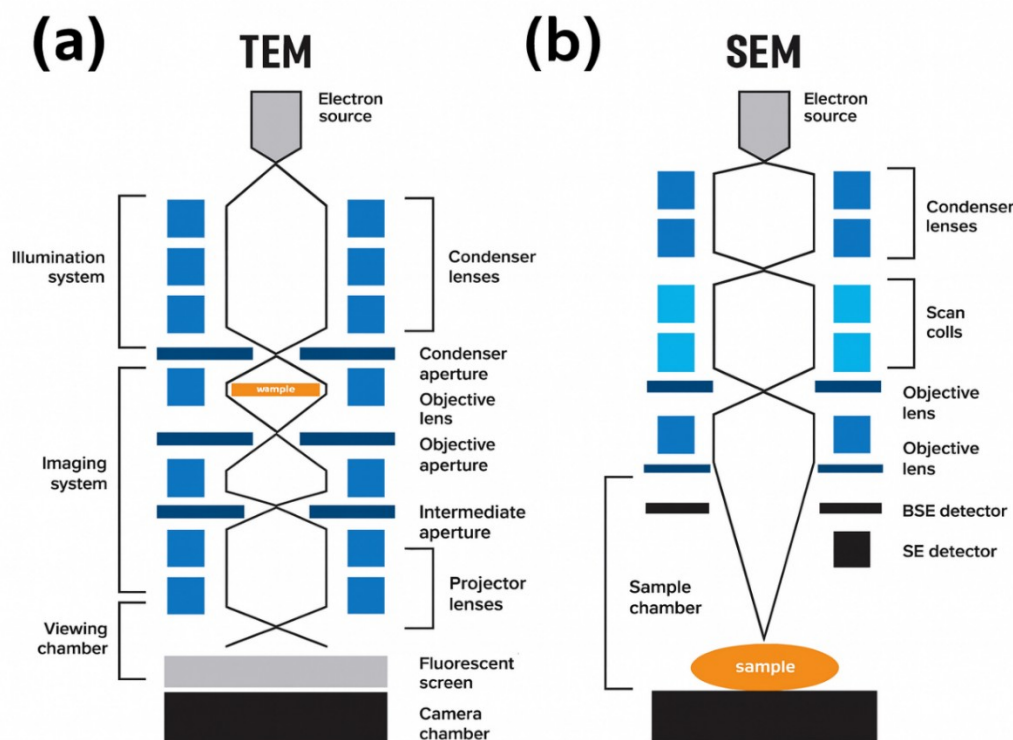 (a) TEM
Electron
source
Illumination
system
Condenser
lenses
Condenser
aperture
wsmple
Objective
lens
Objective
aperture
Imaging
system
Intermediate
aperture
Projector
lenses
Viewing
chamber
Fluorescent
screen
Camera
chamber
(b) SEM
Electron
source
Condenser
lenses
Scan
colls
Objective
lens
Objective
lens
BSE detector
SE detector
Sample
chamber
sample